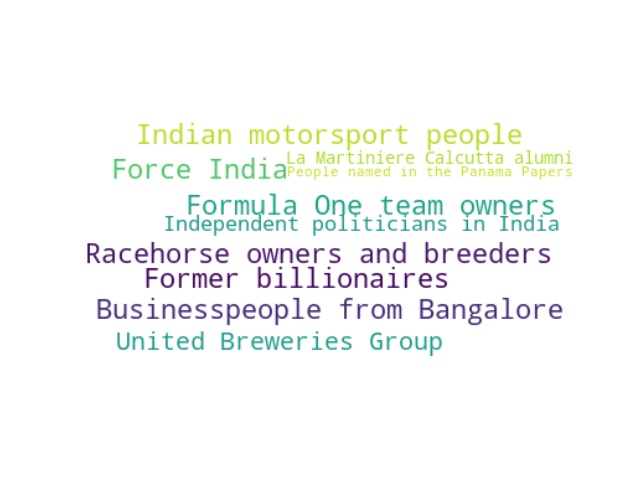 Indian motorsport people
La Martiniere Calcutta alumni
Force India
People named in the Panama Papers
Formula One team owners
Independent politicians in India
Racehorse owners and breeders
Former billionaires
Businesspeople from Bangalore
United Breweries Group